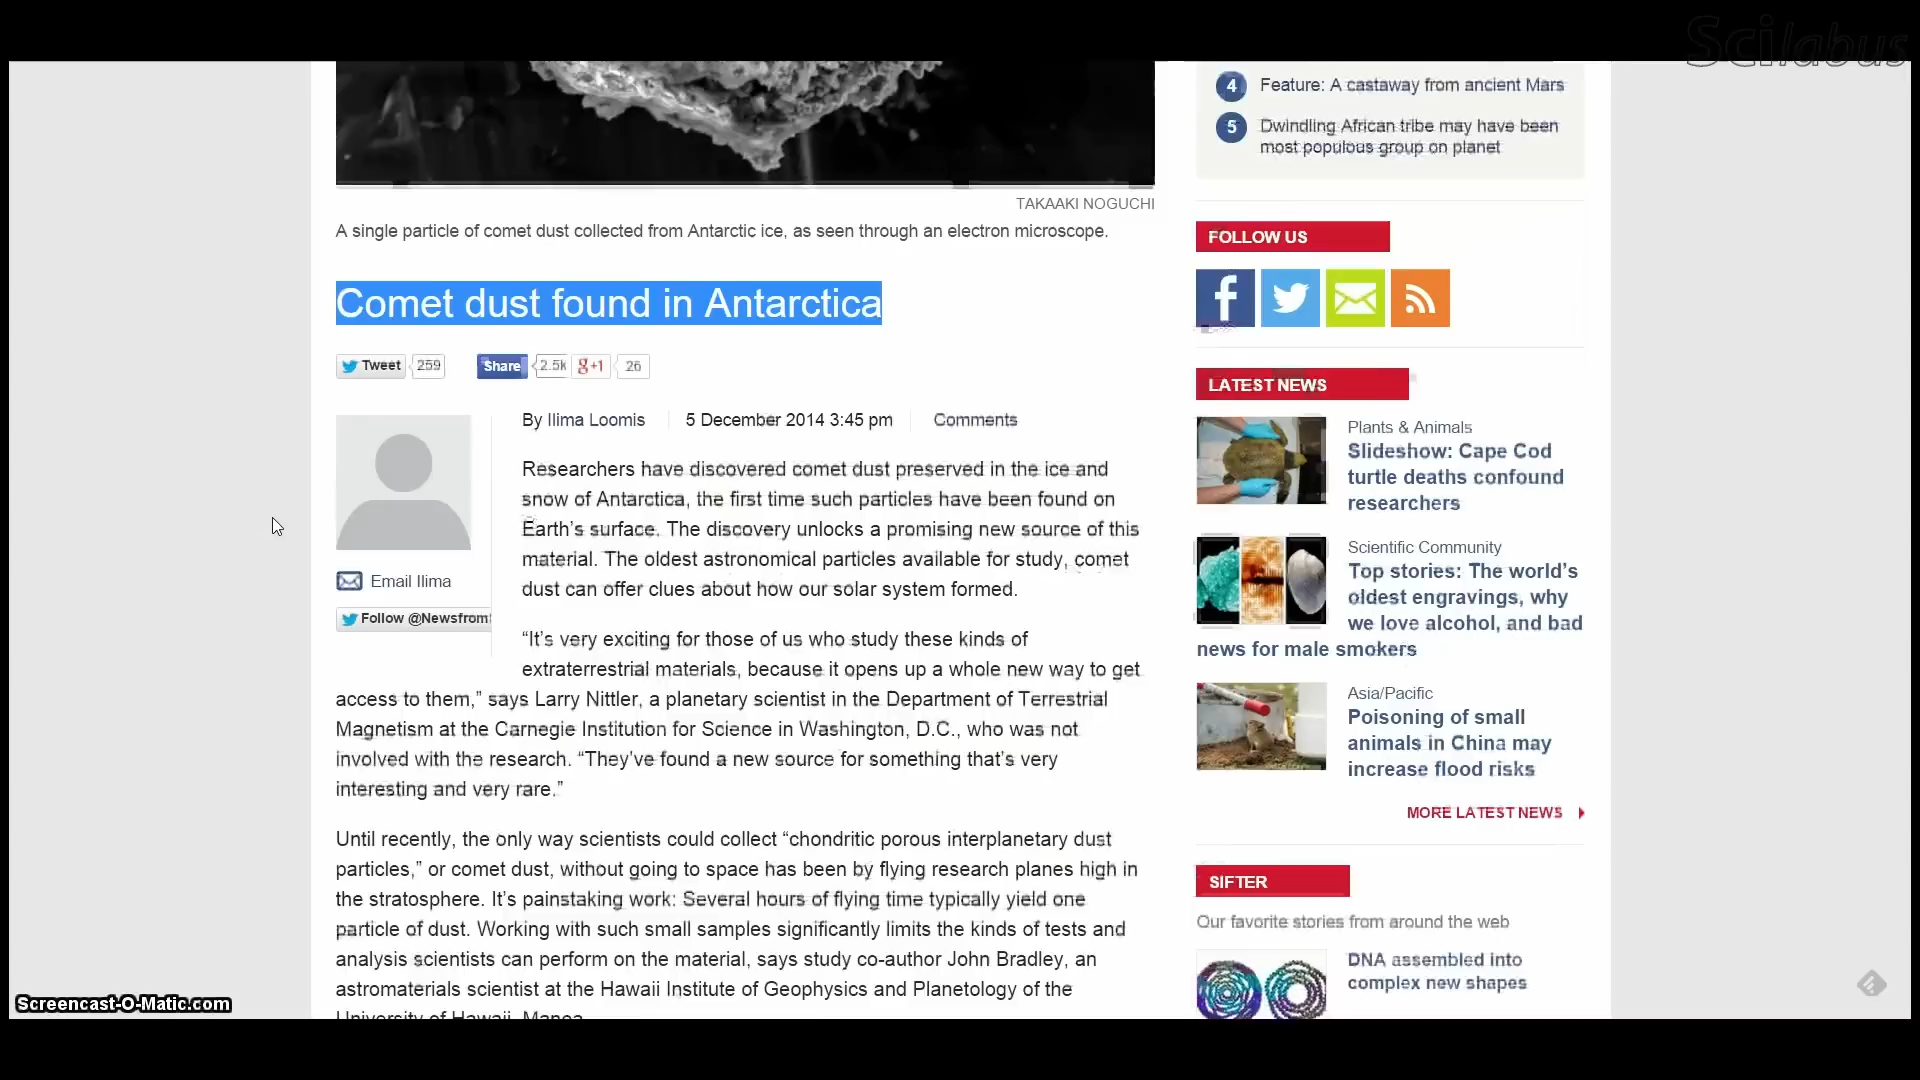 Scilabus
4 Feature: A castaway from ancient Mars
5 Dwindling African tribe may have been
most populous group on planet
TAKAAKI NOGUCHI
A single particle of comet dust collected from Antarctic ice, as seen through an electron microscope.
Comet dust found in Antarctica
Tweet 259 Share 2.5k g+1 26
By Ilima Loomis 5 December 2014 3:45 pm Comments
Email Ilima
Follow @Newsfrom
Researchers have discovered comet dust preserved in the ice and
snow of Antarctica, the first time such particles have been found on
Earth's surface. The discovery unlocks a promising new source of this
material. The oldest astronomical particles available for study, comet
dust can offer clues about how our solar system formed.
“It’s very exciting for those of us who study these kinds of
extraterrestrial materials, because it opens up a whole new way to get
access to them,” says Larry Nittler, a planetary scientist in the Department of Terrestrial
Magnetism at the Carnegie Institution for Science in Washington, D.C., who was not
involved with the research. “They’ve found a new source for something that’s very
interesting and very rare.”
Until recently, the only way scientists could collect “chondritic porous interplanetary dust
particles,” or comet dust, without going to space has been by flying research planes high in
the stratosphere. It’s painstaking work: Several hours of flying time typically yield one
particle of dust. Working with such small samples significantly limits the kinds of tests and
analysis scientists can perform on the material, says study co-author John Bradley, an
astromaterials scientist at the Hawaii Institute of Geophysics and Planetology of the
University of Hawaii, Manoa
FOLLOW US
LATEST NEWS
Plants & Animals
Slideshow: Cape Cod
turtle deaths confound
researchers
Scientific Community
Top stories: The world’s
oldest engravings, why
we love alcohol, and bad
news for male smokers
Asia/Pacific
Poisoning of small
animals in China may
increase flood risks
MORE LATEST NEWS
SIFTER
Our favorite stories from around the web
DNA assembled into
complex new shapes
Screencast-O-Matic.com